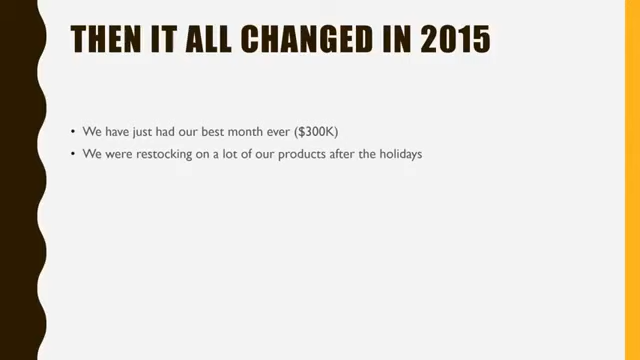 THEN IT ALL CHANGED IN 2015
• We have just had our best month ever ($300K)
• We were restocking on a lot of our products after the holidays